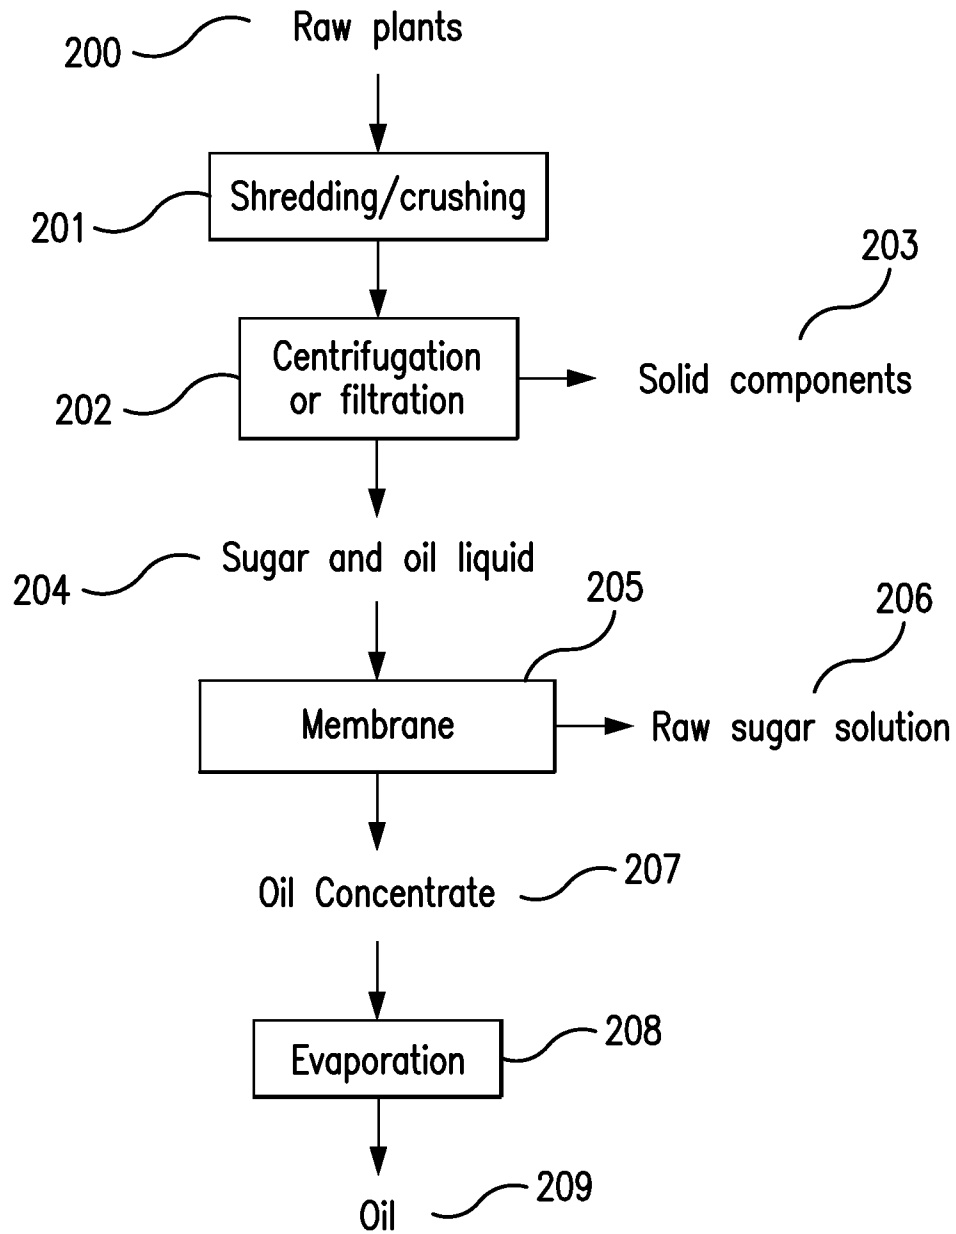 Raw plants
200
Shredding/crushing
201
203
Centrifugation
or filtration
Solid components
202
Sugar and oil liquid
204
205
206
Membrane
Raw sugar solution
207
Oil Concentrate
208
Evaporation
209
Oil